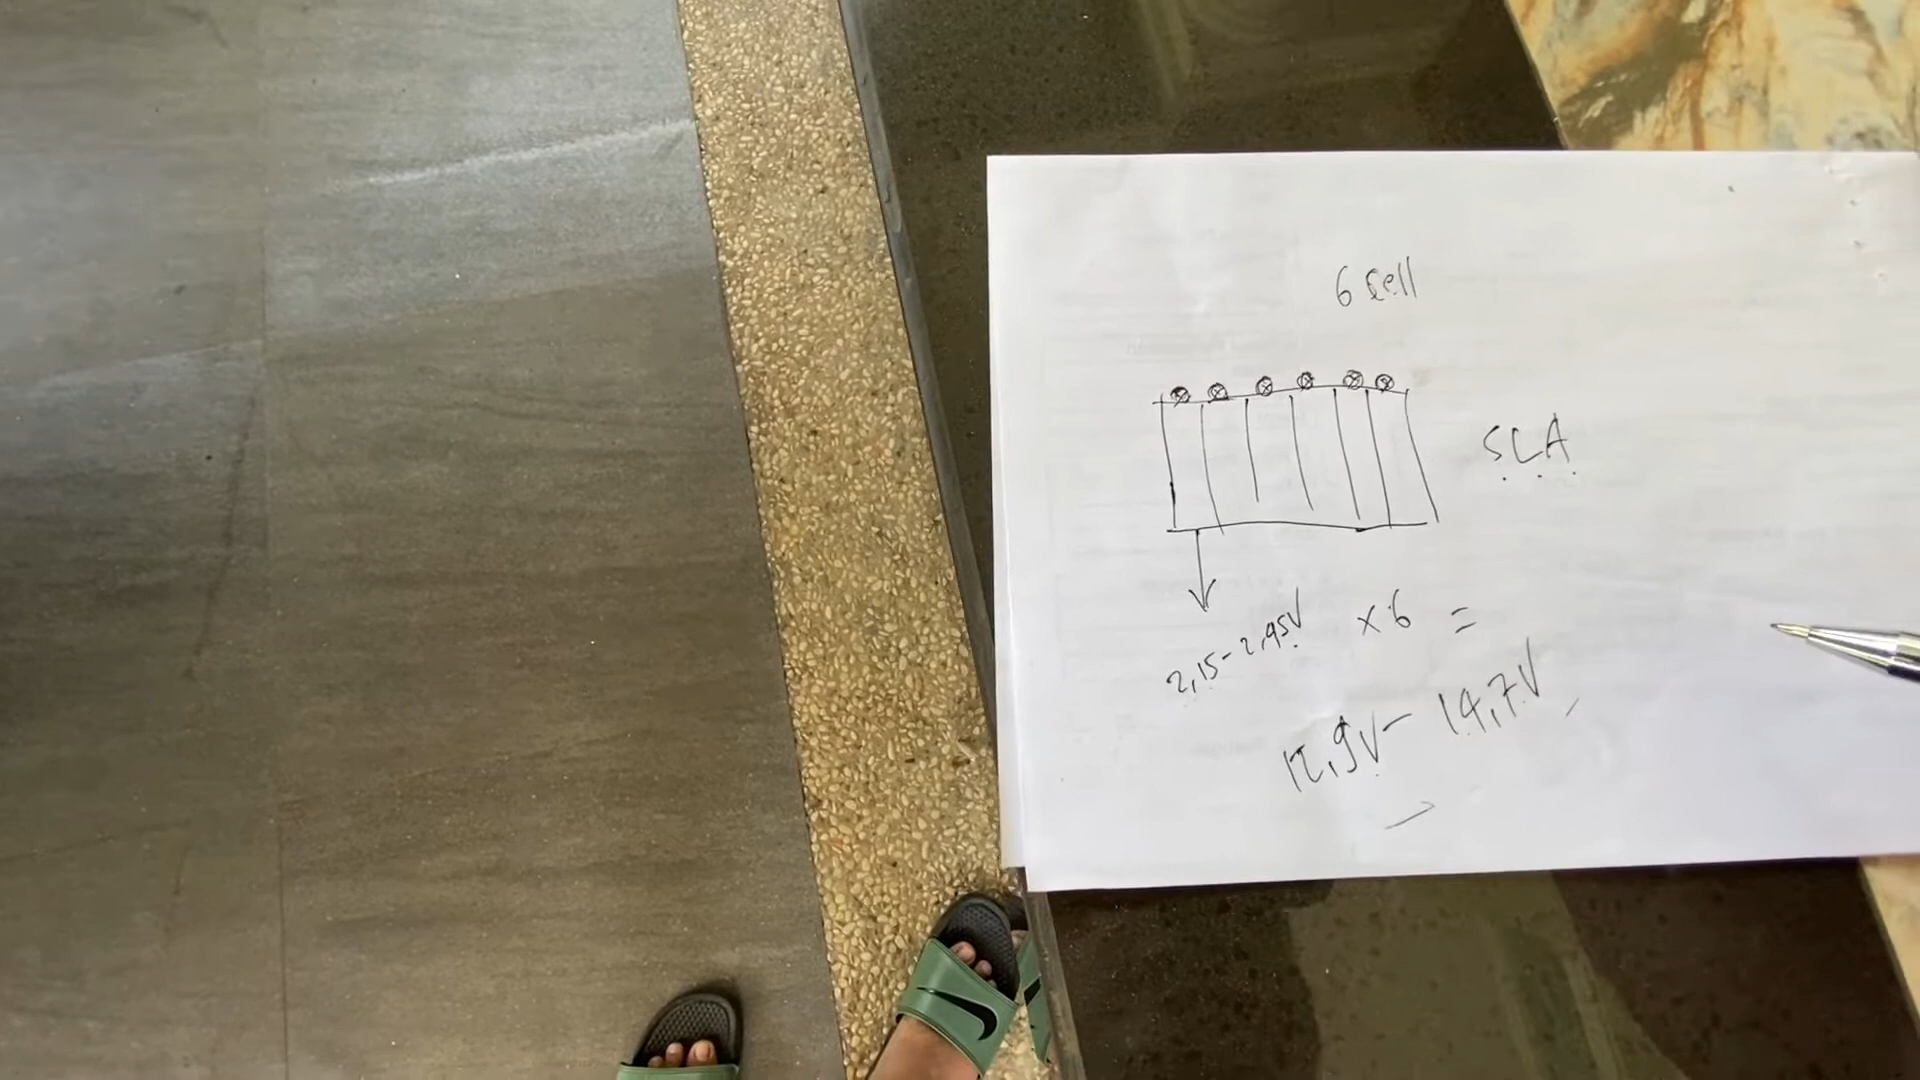 6 Cell
SLA
2,15-2,45V × 6 =
12,9V- 14,7V